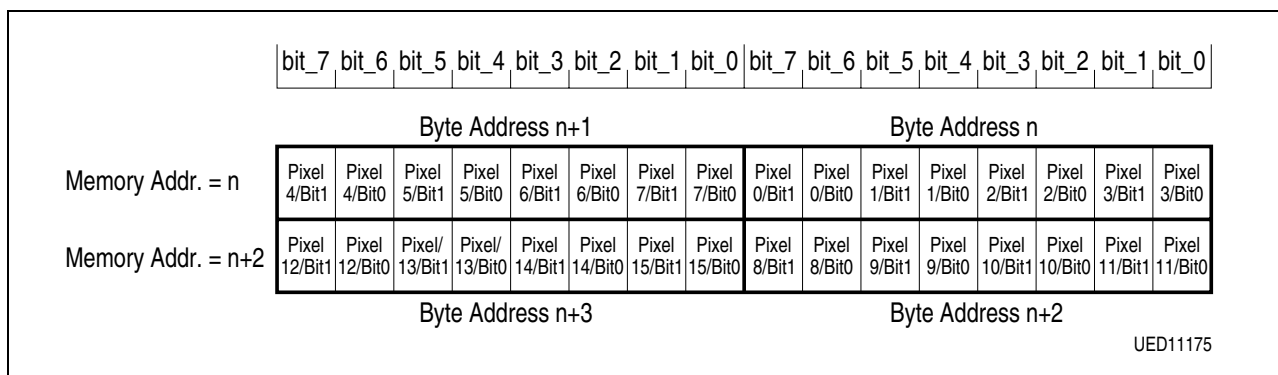 bit_7 bit_6 bit_5 bit_4 bit_3 bit_2 bit_1 bit_0 bit_7 bit_6 bit_5 bit_4 bit_3 bit_2 bit_1 bit_0
Byte Address n+1 Byte Address n
Memory Addr. = n
Pixel Pixel Pixel Pixel Pixel Pixel Pixel Pixel Pixel Pixel Pixel Pixel Pixel Pixel Pixel Pixel
4/Bit1 4/Bit0 5/Bit1 5/Bit0 6/Bit1 6/Bit0 7/Bit1 7/Bit0 0/Bit1 0/Bit0 1/Bit1 1/Bit0 2/Bit1 2/Bit0 3/Bit1 3/Bit0
Memory Addr. = n+2
Pixel Pixel Pixel/ Pixel/ Pixel Pixel Pixel Pixel Pixel Pixel Pixel Pixel Pixel Pixel Pixel Pixel
12/Bit1 12/Bit0 13/Bit1 13/Bit0 14/Bit1 14/Bit0 15/Bit1 15/Bit0 8/Bit1 8/Bit0 9/Bit1 9/Bit0 10/Bit1 10/Bit0 11/Bit1 11/Bit0
Byte Address n+3 Byte Address n+2
UED11175